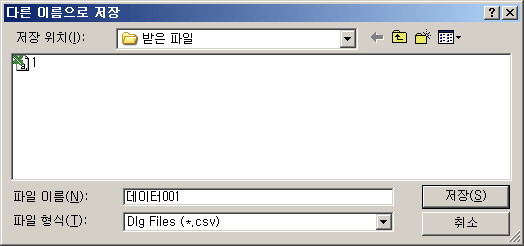 다른 이름으로 저장
저장 위치(I):
받은 파일
1
파일 이름(N):
데이터001
저장(S)
파일 형식(T):
Dlg Files (*.csv)
취소